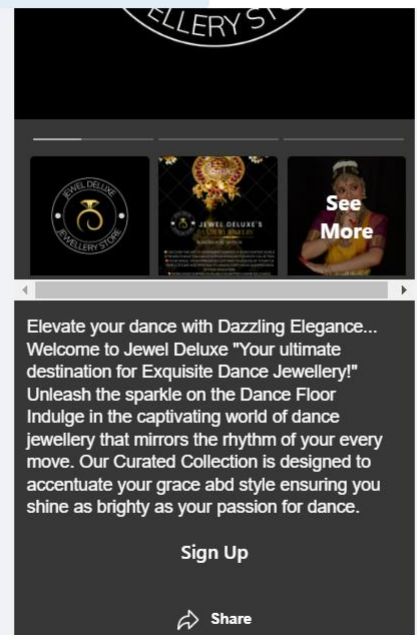 ELLERY STO
JEWEL DELUXE
JEWELLERY STORE
JEWEL DELUXE'S
See
More
Elevate your dance with Dazzling Elegance...
Welcome to Jewel Deluxe "Your ultimate
destination for Exquisite Dance Jewellery!"
Unleash the sparkle on the Dance Floor
Indulge in the captivating world of dance
jewellery that mirrors the rhythm of your every
move. Our Curated Collection is designed to
accentuate your grace abd style ensuring you
shine as brighty as your passion for dance.
Sign Up
Share